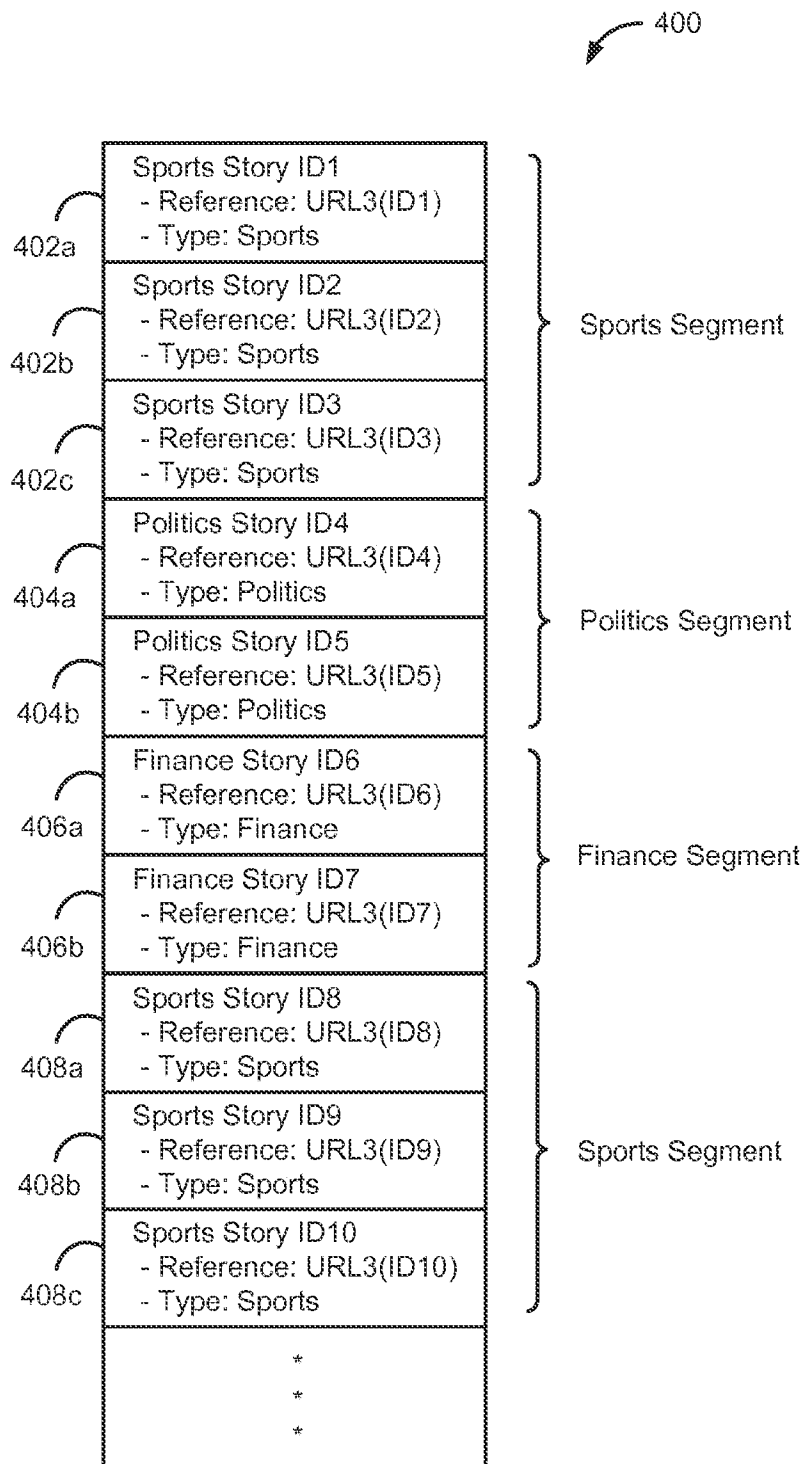 400
Sports Story ID1
- Reference: URL3(ID1)
- Type: Sports
402a
Sports Story ID2
- Reference: URL3(ID2)
- Type: Sports
402b
Sports Segment
Sports Story ID3
- Reference: URL3(ID3)
- Type: Sports
402c
Politics Story ID4
- Reference: URL3(ID4)
- Type: Politics
404a
Politics Segment
Politics Story ID5
- Reference: URL3(ID5)
- Type: Politics
404b
Finance Story ID6
- Reference: URL3(ID6)
- Type: Finance
406a
Finance Segment
Finance Story ID7
- Reference: URL3(ID7)
- Type: Finance
406b
Sports Story ID8
- Reference: URL3(ID8)
- Type: Sports
408a
Sports Story ID9
- Reference: URL3(ID9)
- Type: Sports
408b
Sports Segment
Sports Story ID10
- Reference: URL3(ID10)
- Type: Sports
408c
*
*
*